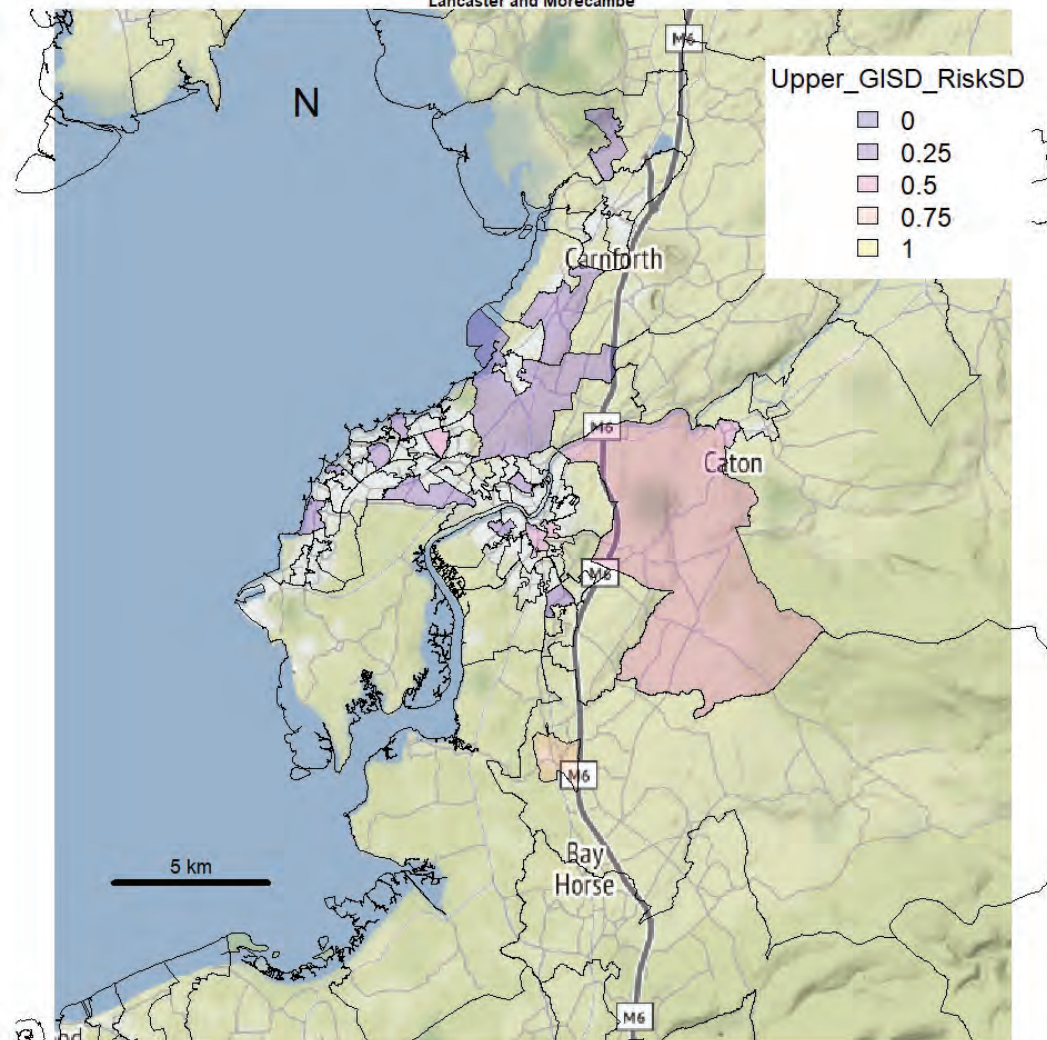 Lancaster and Morecambe
M6
N
Upper_GISD_RiskSD
0
0.25
0.5
0.75
1
Carnforth
M6
Caton
M6
M6
5 km
Bay
Horse
M6